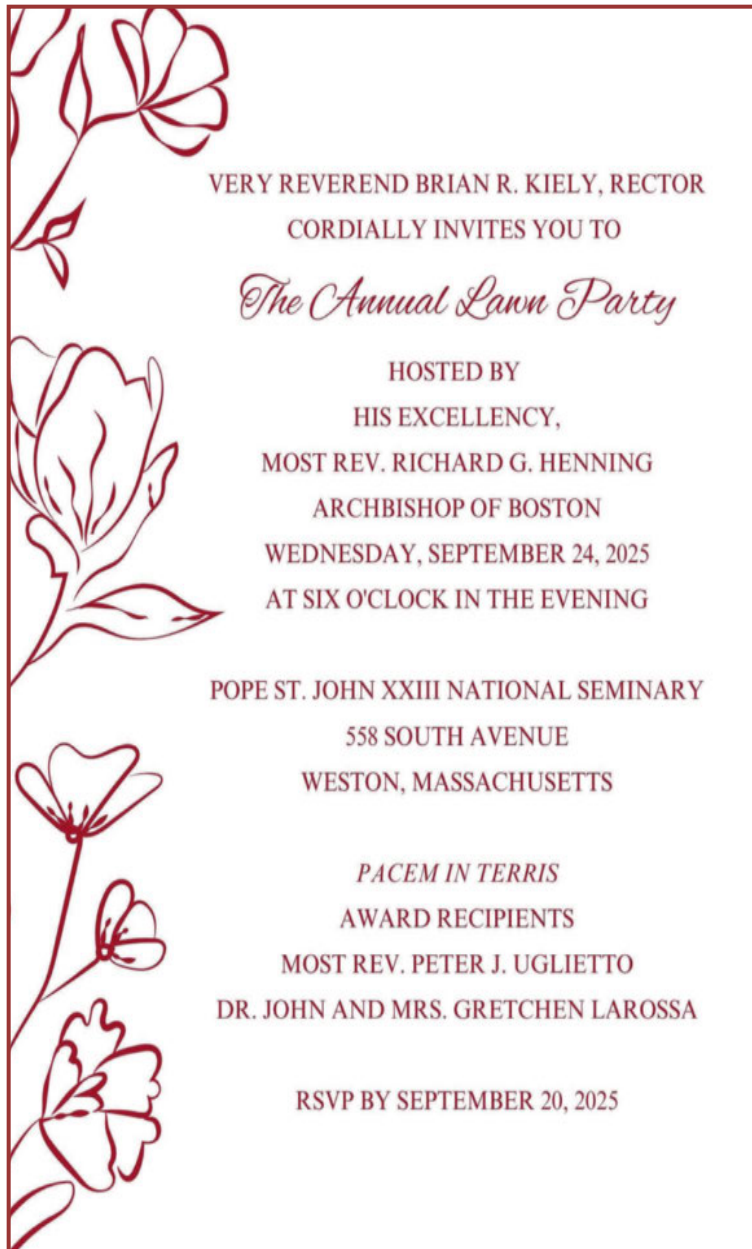 VERY REVEREND BRIAN R. KIELY, RECTOR
CORDIALLY INVITES YOU TO
The Annual Lawn Party
HOSTED BY
HIS EXCELLENCY,
MOST REV. RICHARD G. HENNING
ARCHBISHOP OF BOSTON
WEDNESDAY, SEPTEMBER 24, 2025
AT SIX O'CLOCK IN THE EVENING
POPE ST. JOHN XXIII NATIONAL SEMINARY
558 SOUTH AVENUE
WESTON, MASSACHUSETTS
PACEM IN TERRIS
AWARD RECIPIENTS
MOST REV. PETER J. UGLIETTO
DR. JOHN AND MRS. GRETCHEN LAROSSA
RSVP BY SEPTEMBER 20, 2025